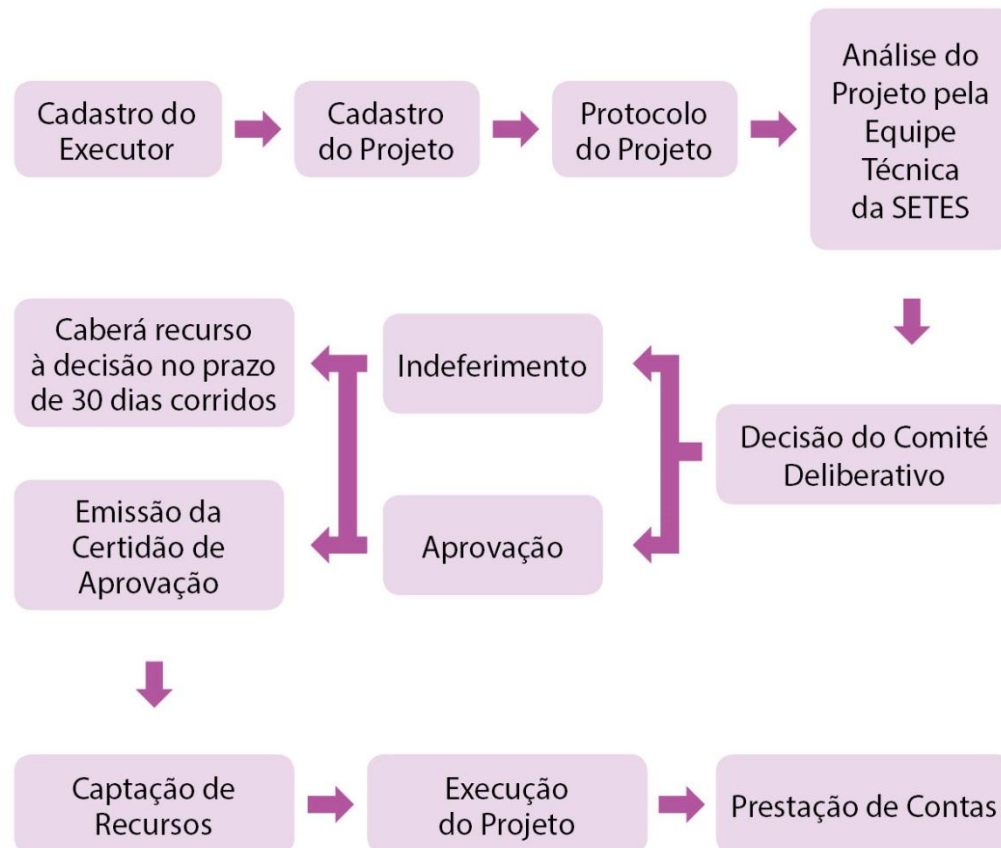 Cadastro do
Executor
Cadastro
do Projeto
Protocolo
do Projeto
Análise do
Projeto pela
Equipe
Técnica
da SETES
Caberá recurso
à decisão no prazo
de 30 dias corridos
Indeferimento
Decisão do Comité
Deliberativo
Emissão da
Certidão de
Aprovação
Aprovação
Captação de
Recursos
Execução
do Projeto
Prestação de Contas